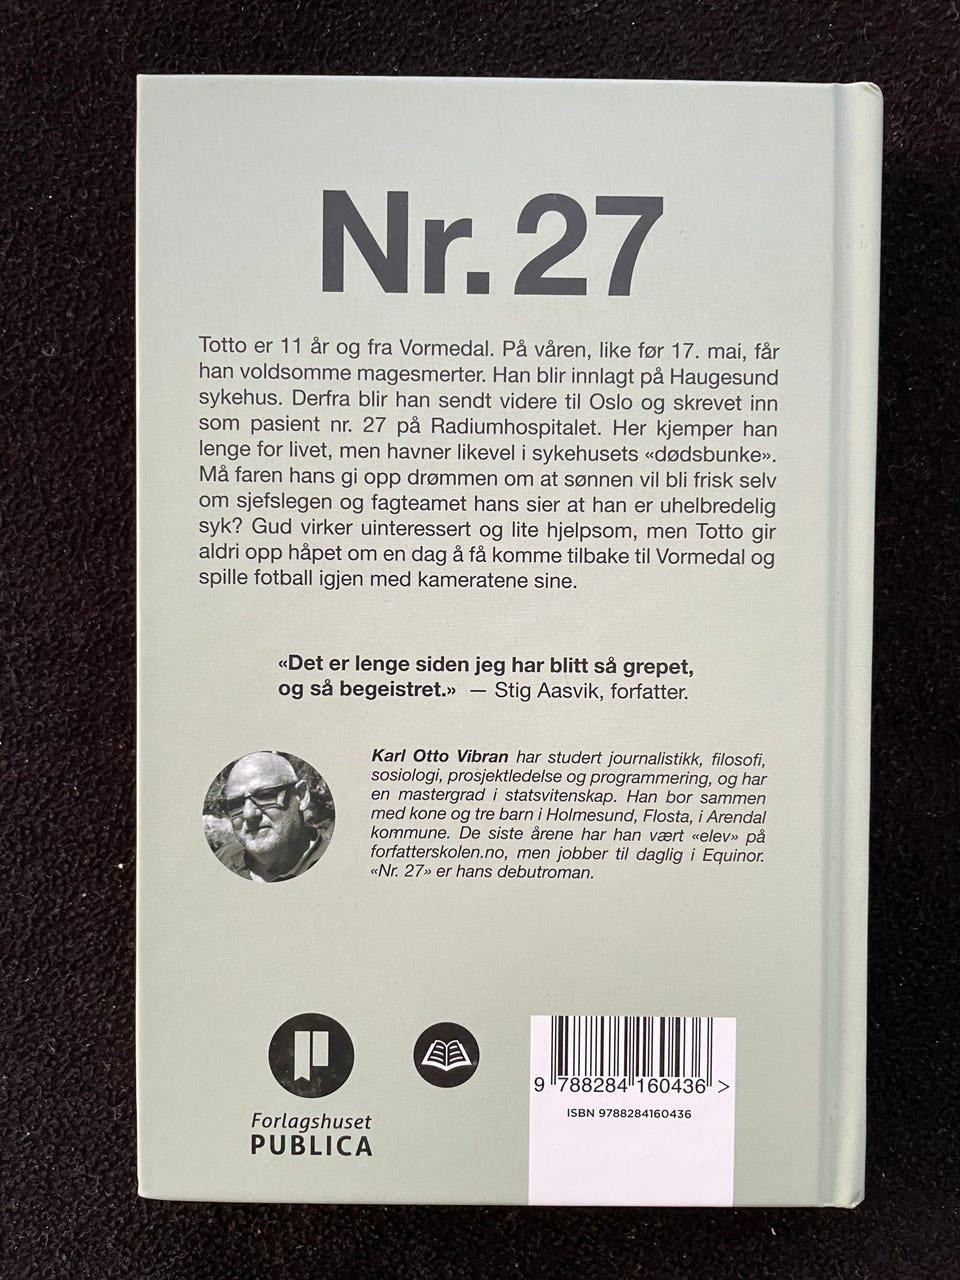 Nr. 27
Totto er 11 år og fra Vormedal. På våren, like før 17. mai, får
han voldsomme magesmerter. Han blir innlagt på Haugesund
sykehus. Derfra blir han sendt videre til Oslo og skrevet inn
som pasient nr. 27 på Radiumhospitalet. Her kjemper han
lenge for livet, men havner likevel i sykehusets «dødsbunke».
Må faren hans gi opp drømmen om at sønnen vil bli frisk selv
om sjefslegen og fagteamet hans sier at han er uhelbredelig
syk? Gud virker uinteressert og lite hjelpsom, men Totto gir
aldri opp håpet om en dag å få komme tilbake til Vormedal og
spille fotball igjen med kameratene sine.
«Det er lenge siden jeg har blitt så grepet,
og så begeistret.» — Stig Aasvik, forfatter.
Karl Otto Vibran har studert journalistikk, filosofi,
sosiologi, prosjektledelse og programmering, og har
en mastergrad i statsvitenskap. Han bor sammen
med kone og tre barn i Holmesund, Flosta, i Arendal
kommune. De siste årene har han vært «elev» på
forfatterskolen.no, men jobber til daglig i Equinor.
«Nr. 27» er hans debutroman.
Forlagshuset
PUBLICA
9 788284 160436 >
ISBN 9788284160436